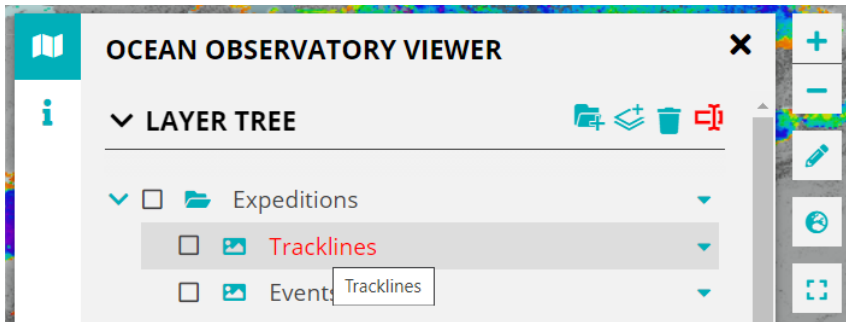 OCEAN OBSERVATORY VIEWER
LAYER TREE
Expeditions
Tracklines
Events
Tracklines